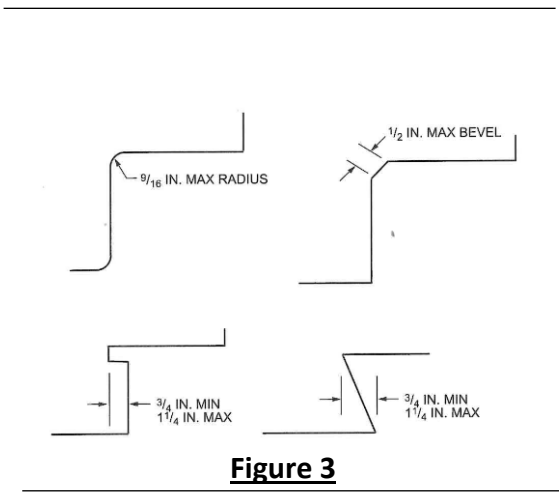 9/16 IN. MAX RADIUS
1/2 IN. MAX BEVEL
3/4 IN. MIN
1 1/4 IN. MAX
3/4 IN. MIN
1 1/4 IN. MAX
Figure 3